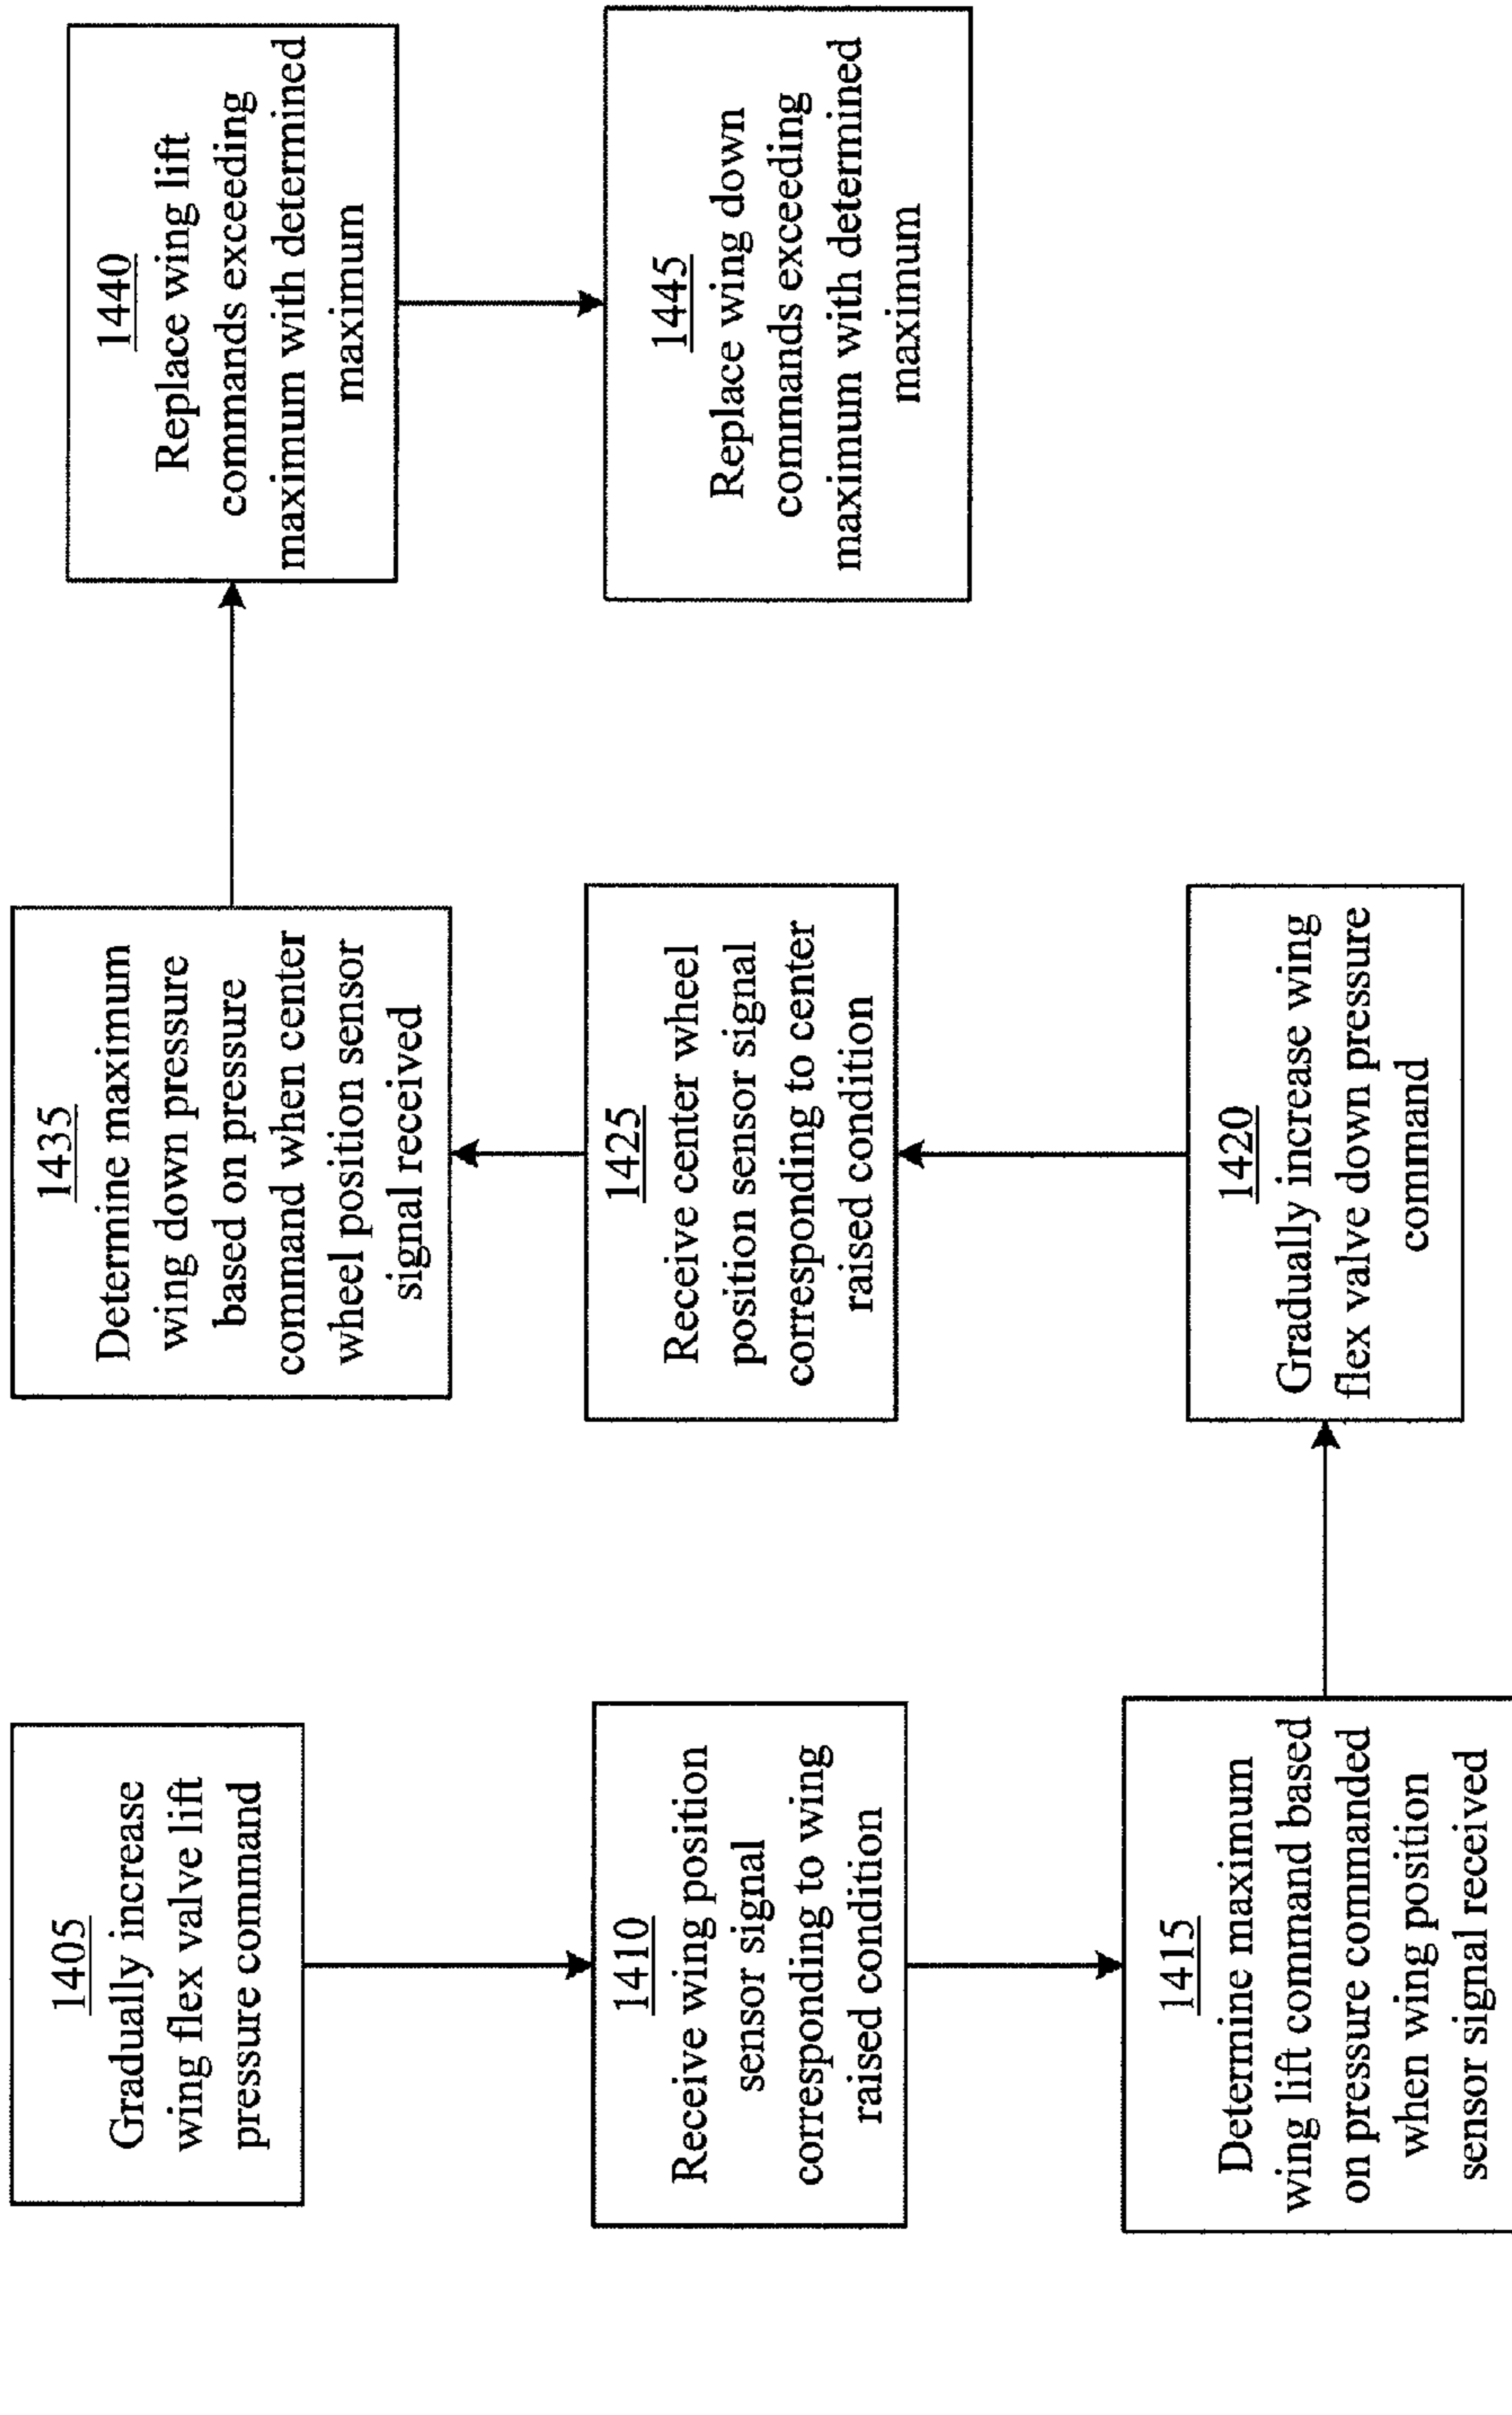 1405
Gradually increase
wing flex valve lift
pressure command
1410
Receive wing position
sensor signal
corresponding to wing
raised condition
1415
Determine maximum
wing lift command based
on pressure commanded
when wing position
sensor signal received
1420
Gradually increase wing
flex valve down pressure
command
1425
Receive center wheel
position sensor signal
corresponding to center
raised condition
1435
Determine maximum
wing down pressure
based on pressure
command when center
wheel position sensor
signal received
1440
Replace wing lift
commands exceeding
maximum with determined
maximum
1445
Replace wing down
commands exceeding
maximum with determined
maximum